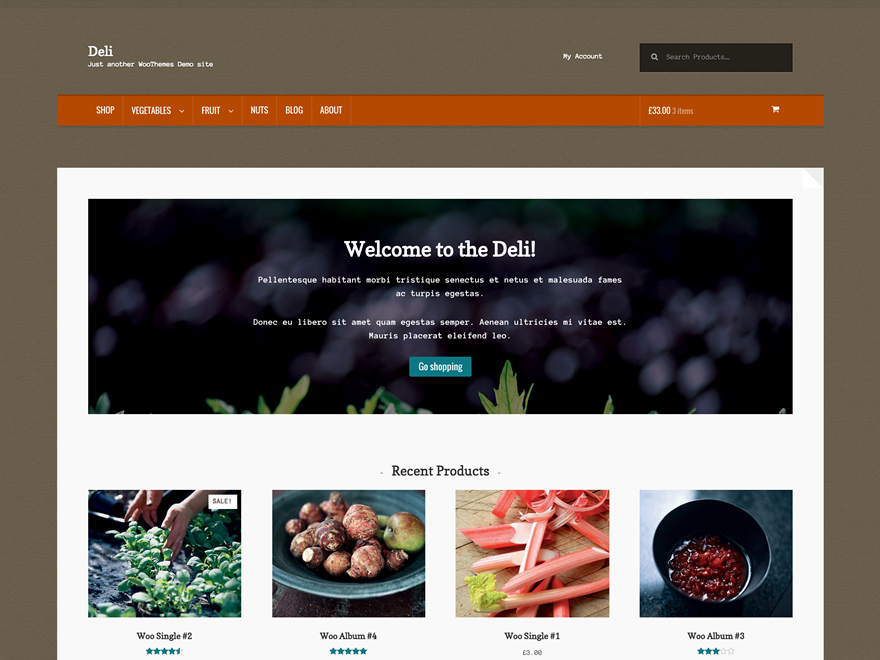 Deli
Just another WooThemes Demo site
My Account
Search Products…
SHOP VEGETABLES FRUIT NUTS BLOG ABOUT £33.00 3 items
Welcome to the Deli!
Pellentesque habitant morbi tristique senectus et netus et malesuada fames
ac turpis egestas.
Donec eu libero sit amet quam egestas semper. Aenean ultricies mi vitae est.
Mauris placerat eleifend leo.
Go shopping
- Recent Products -
SALE!
Woo Single #2 Woo Album #4 Woo Single #1 Woo Album #3
£3.00